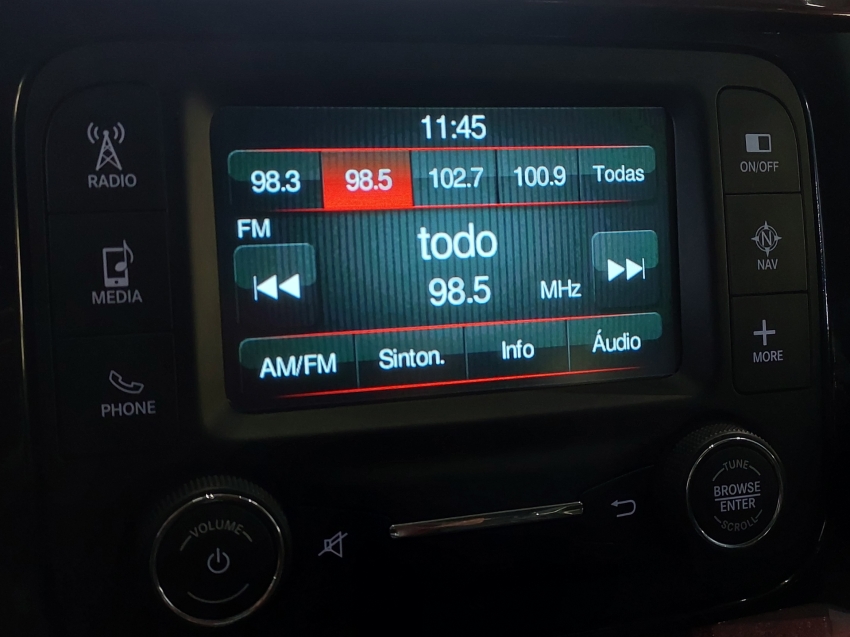 11:45
98.3 98.5 102.7 100.9 Todas
FM
todo
98.5 MHz
AM/FM Sinton. Info Áudio
RADIO
MEDIA
PHONE
ON/OFF
N
NAV
MORE
VOLUME
TUNE
BROWSE
ENTER
SCROLL